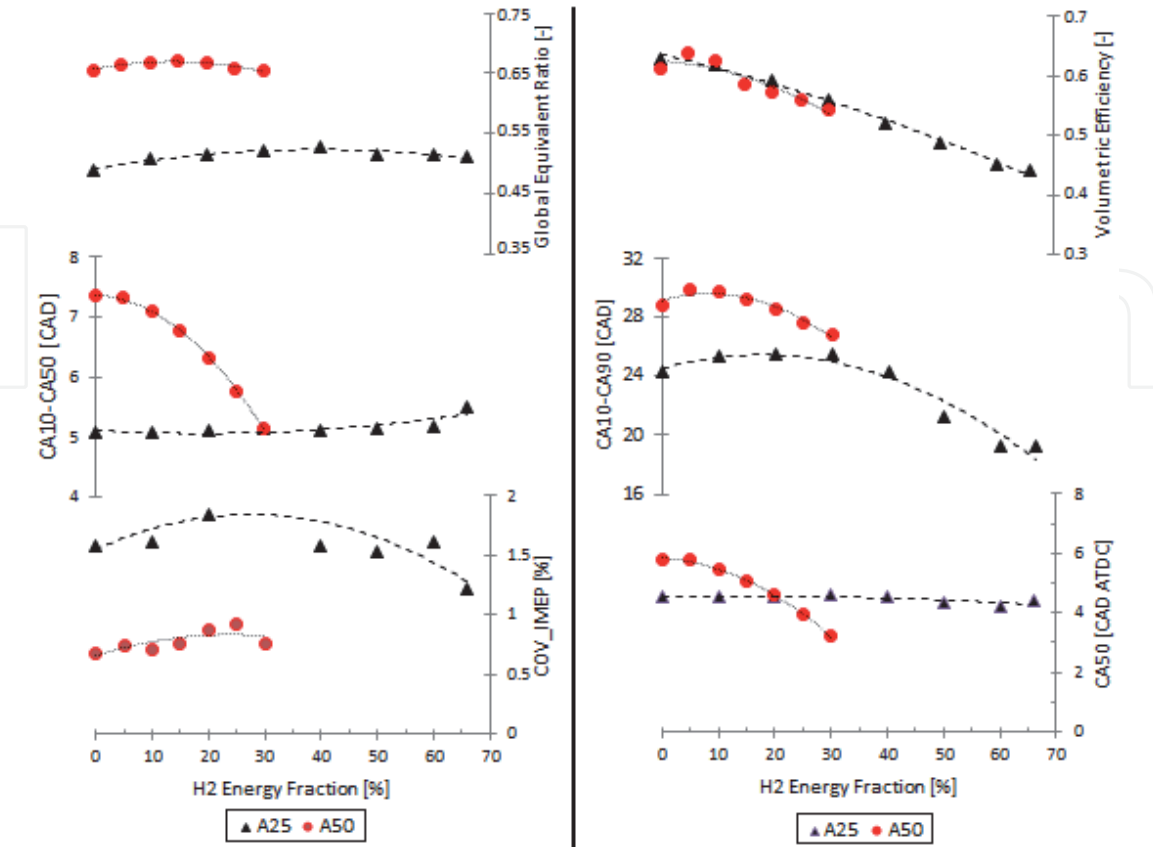 0.75
0.65
0.55
0.45
0.35
Global Equivalent Ratio [-]
8
7
6
5
4
CA10-CA50 [CAD]
2
1.5
1
0.5
0
COV_IMEP [%]
0 10 20 30 40 50 60 70
H2 Energy Fraction [%]
A25 A50
0.7
0.6
0.5
0.4
0.3
Volumetric Efficiency [-]
32
28
24
20
16
CA10-CA90 [CAD]
8
6
4
2
0
CA50 [CAD ATDC]
0 10 20 30 40 50 60 70
H2 Energy Fraction [%]
A25 A50